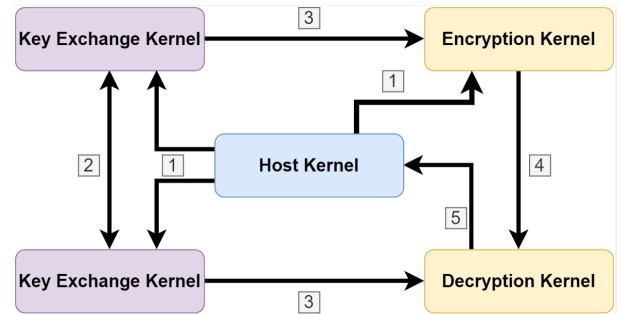 Key Exchange Kernel
3
Encryption Kernel
1
2
1
Host Kernel
4
5
Key Exchange Kernel
3
Decryption Kernel